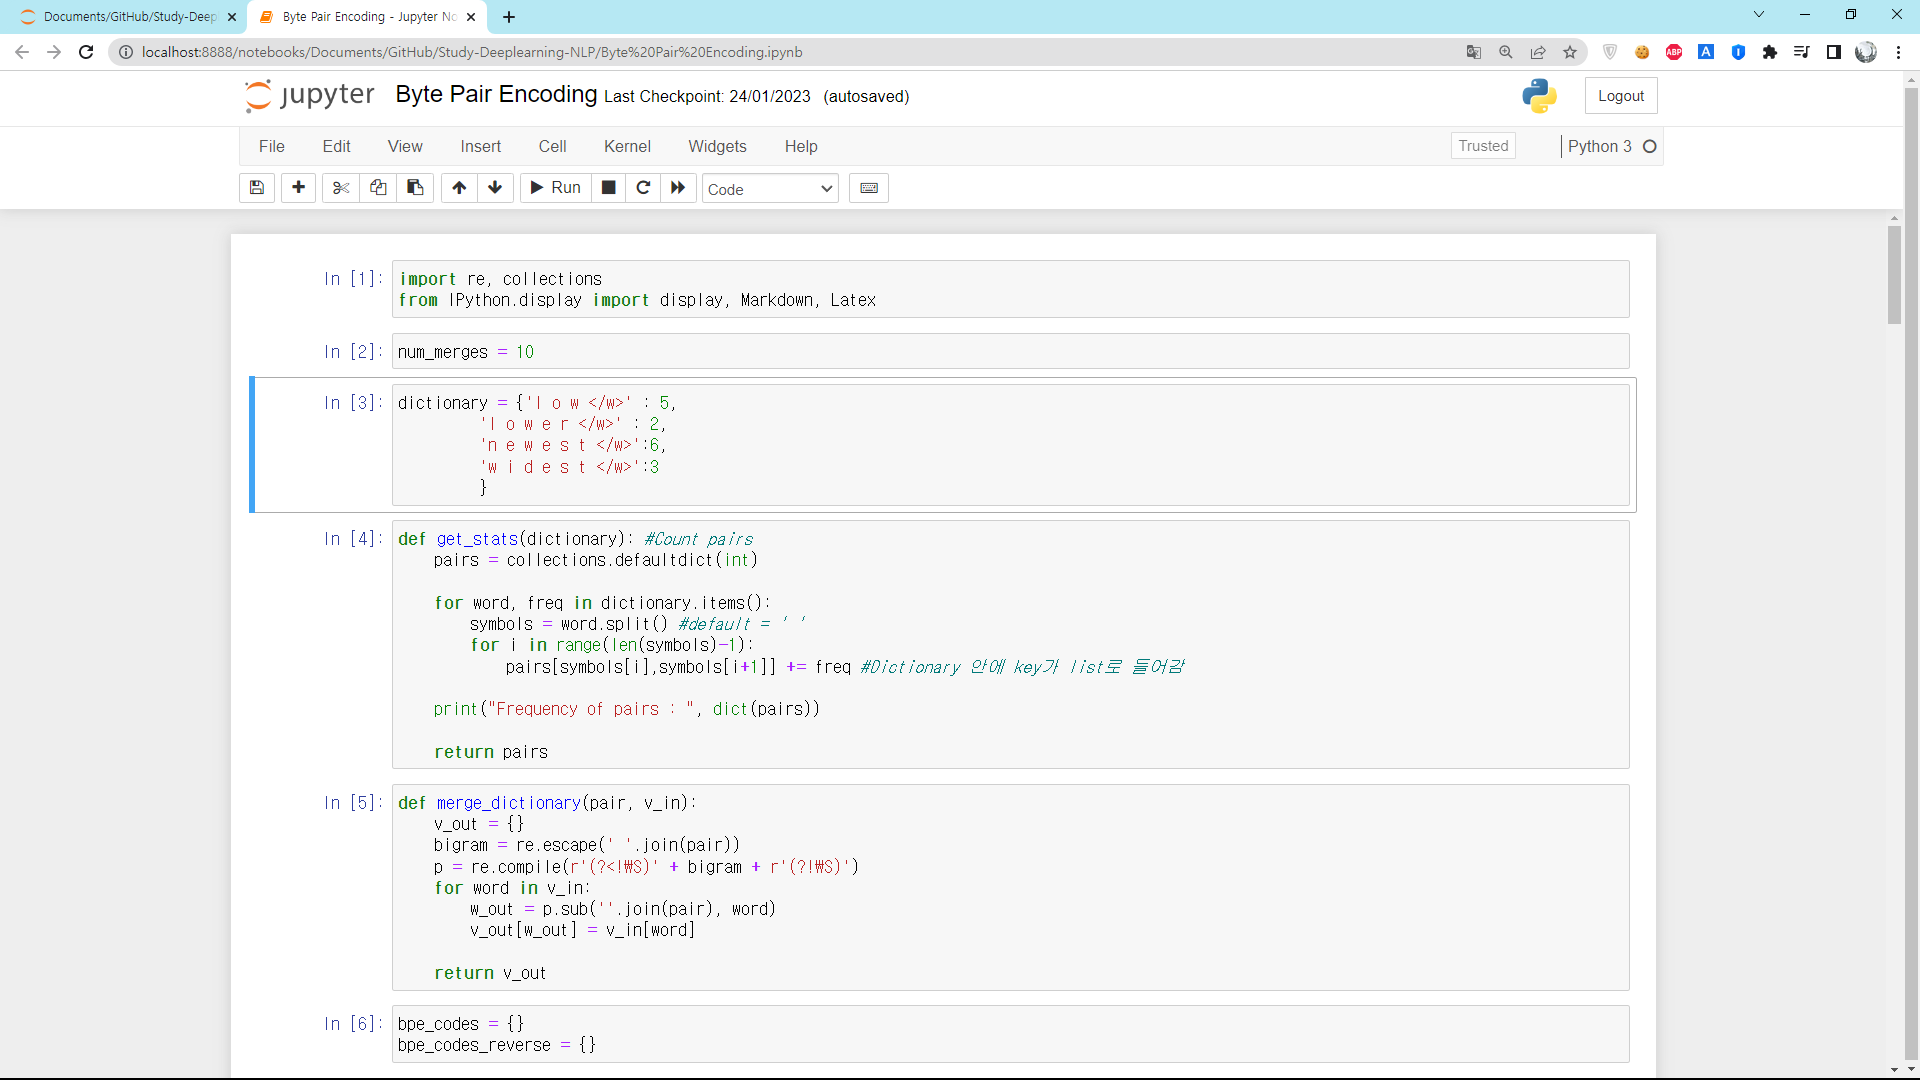 Documents/GitHub/Study-Deep
Byte Pair Encoding - Jupyter No
localhost:8888/notebooks/Documents/GitHub/Study-Deeplearning-NLP/Byte%20Pair%20Encoding.ipynb
ABP
A
jupyter Byte Pair Encoding Last Checkpoint: 24/01/2023 (autosaved)
Logout
File Edit View Insert Cell Kernel Widgets Help
Trusted
Python 3
Run
Code
In [1]:
import re, collections
from IPython.display import display, Markdown, Latex
In [2]:
num_merges = 10
In [3]:
dictionary = {'l o w </w>' : 5,
'l o w e r </w>' : 2,
'n e w e s t </w>':6,
'w i d e s t </w>':3
}
In [4]:
def get_stats(dictionary): #Count pairs
pairs = collections.defaultdict(int)
for word, freq in dictionary.items():
symbols = word.split() #default = ' '
for i in range(len(symbols)-1):
pairs[symbols[i],symbols[i+1]] += freq #Dictionary 안에 key가 list로 들어감
print("Frequency of pairs : ", dict(pairs))
return pairs
In [5]:
def merge_dictionary(pair, v_in):
v_out = {}
bigram = re.escape(' '.join(pair))
p = re.compile(r'(?<!₩S)' + bigram + r'(?!₩S)')
for word in v_in:
w_out = p.sub(''.join(pair), word)
v_out[w_out] = v_in[word]
return v_out
In [6]:
bpe_codes = {}
bpe_codes_reverse = {}